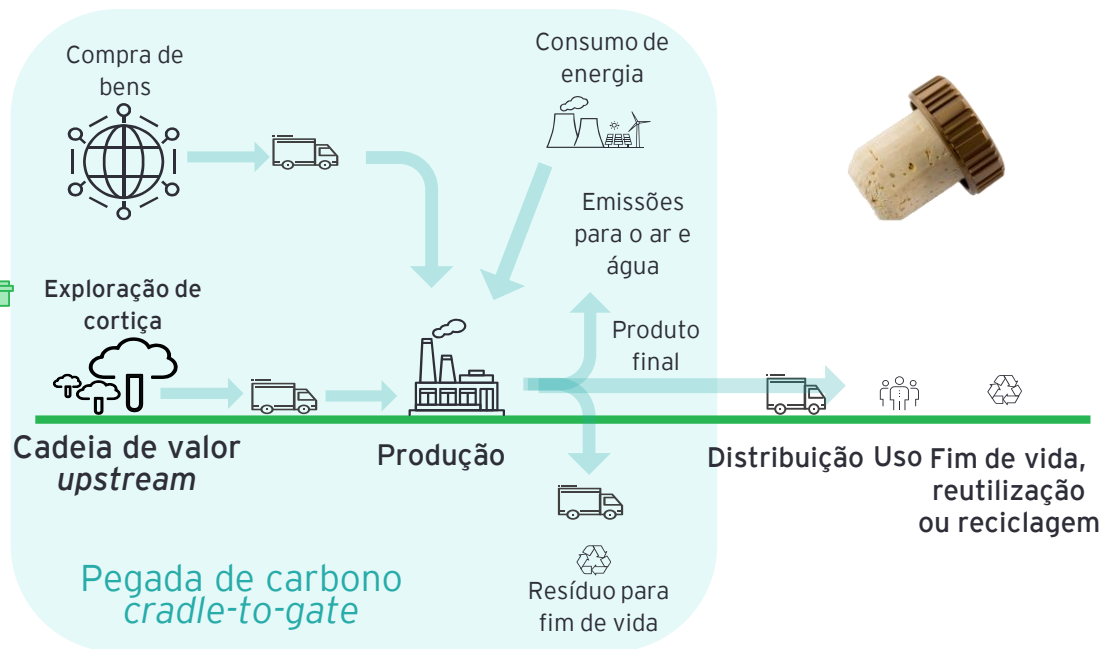 Compra de
bens
Consumo de
energia
Emissões
para o ar e
água
Exploração de
cortiça
Produto
final
Cadeia de valor
upstream
Produção
Distribuição
Uso
Fim de vida,
reutilização
ou reciclagem
Pegada de carbono
cradle-to-gate
Resíduo para
fim de vida